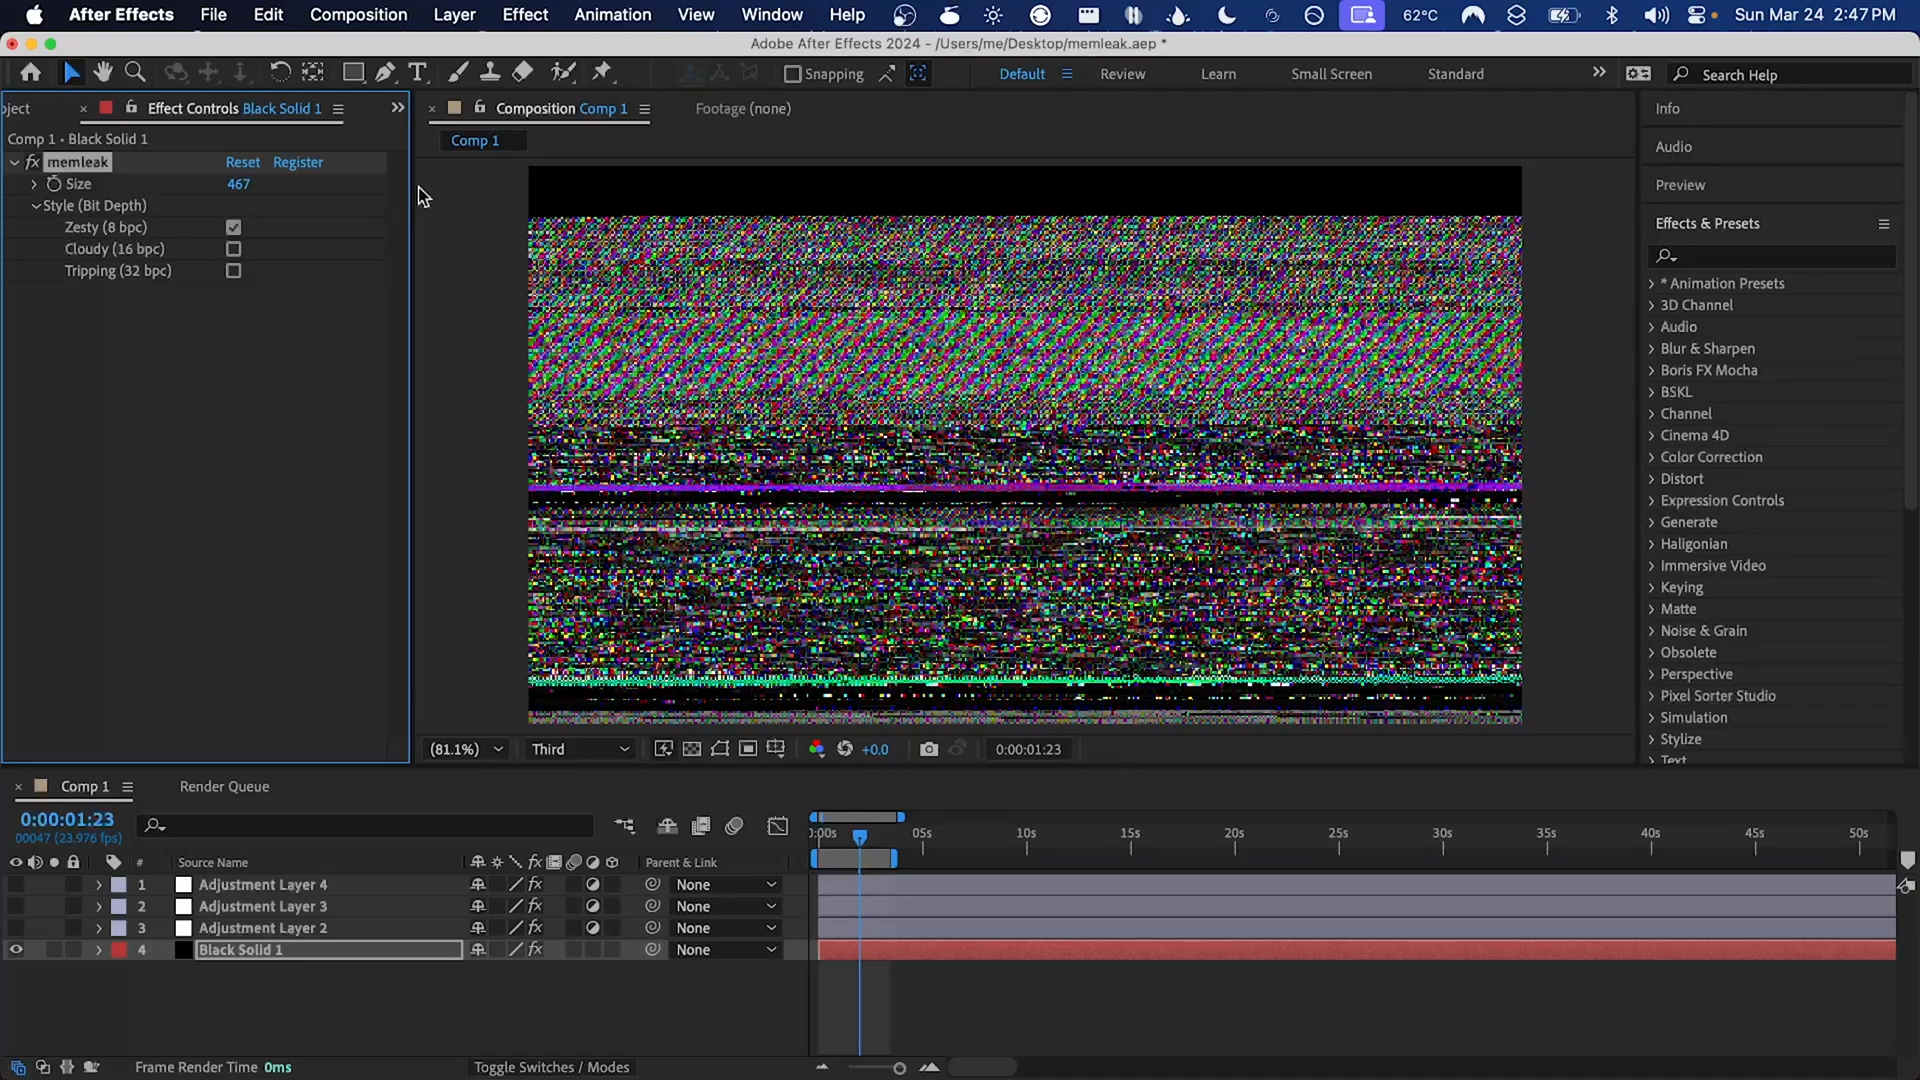 After Effects File Edit Composition Layer Effect Animation View Window Help 62°C Sun Mar 24 2:47 PM
Adobe After Effects 2024 - /Users/me/Desktop/memleak.aep *
T Snapping Default Review Learn Small Screen Standard Search Help
oject Effect Controls Black Solid 1
Composition Comp 1 Footage (none)
Info
Comp 1 • Black Solid 1
Comp 1
Audio
fx memleak Reset Register
Size 467
Preview
Style (Bit Depth)
Zesty (8 bpc)
Cloudy (16 bpc)
Tripping (32 bpc)
Effects & Presets
* Animation Presets
3D Channel
Audio
Blur & Sharpen
Boris FX Mocha
BSKL
Channel
Cinema 4D
Color Correction
Distort
Expression Controls
Generate
Haligonian
Immersive Video
Keying
Matte
Noise & Grain
Obsolete
Perspective
Pixel Sorter Studio
Simulation
Stylize
Text
(81.1%) Third +0.0 0:00:01:23
Comp 1 Render Queue
0:00:01:23
00047 (23.976 fps)
0:00s 05s 10s 15s 20s 25s 30s 35s 40s 45s 50s
# Source Name fx Parent & Link
1 Adjustment Layer 4 fx None
2 Adjustment Layer 3 fx None
3 Adjustment Layer 2 fx None
4 Black Solid 1 fx None
Frame Render Time 0ms Toggle Switches / Modes